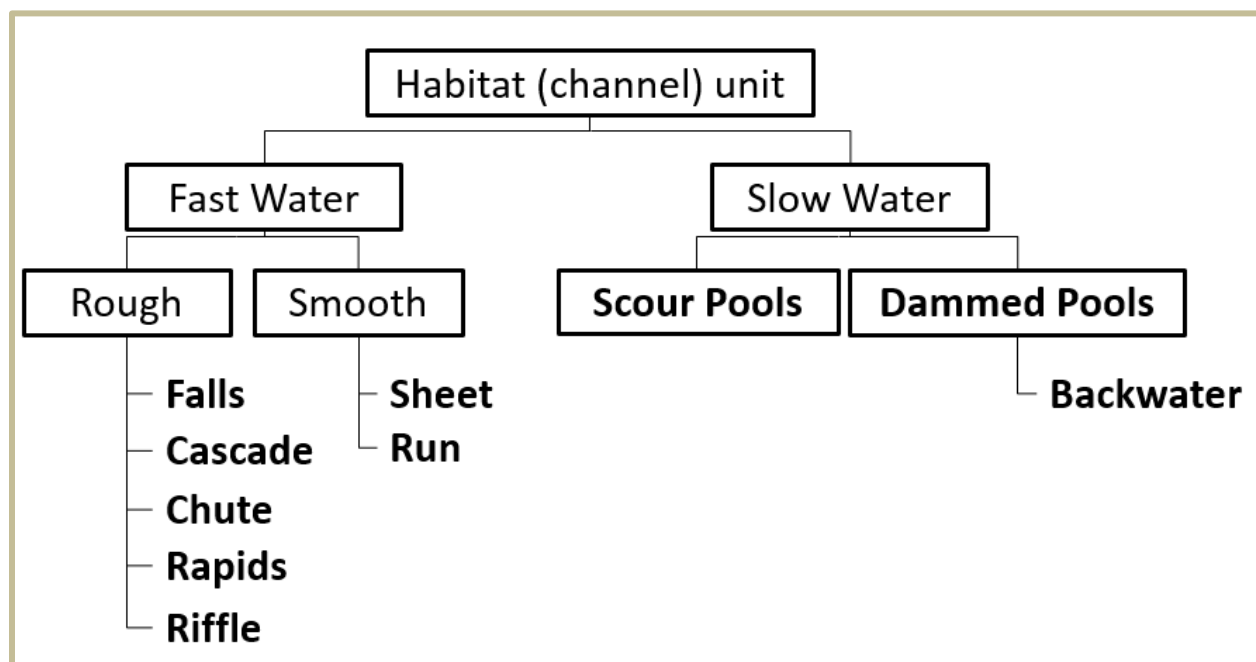 Habitat (channel) unit
Fast Water
Slow Water
Rough
Smooth
Scour Pools
Dammed Pools
Falls
Cascade
Chute
Rapids
Riffle
Sheet
Run
Backwater